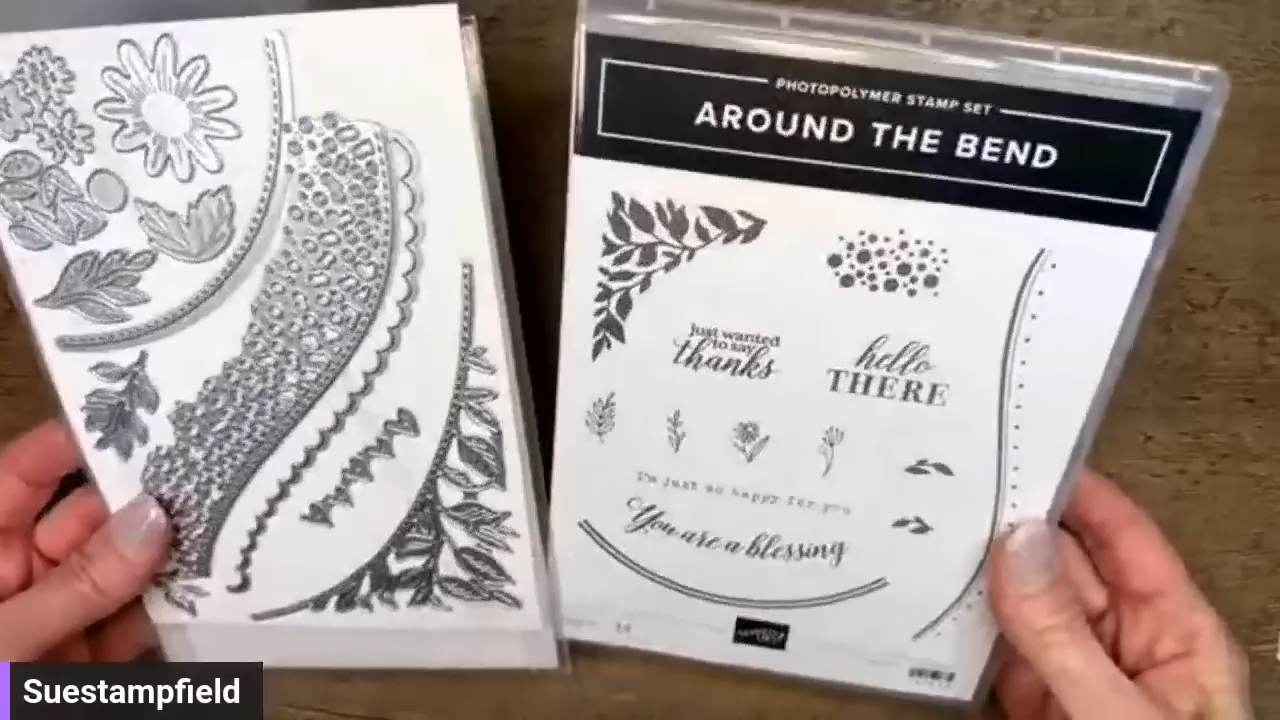 PHOTOPOLYMER STAMP SET
AROUND THE BEND
just wanted
to say
thanks
hello
THERE
I'm just so happy for you
You are a blessing
Suestampfield